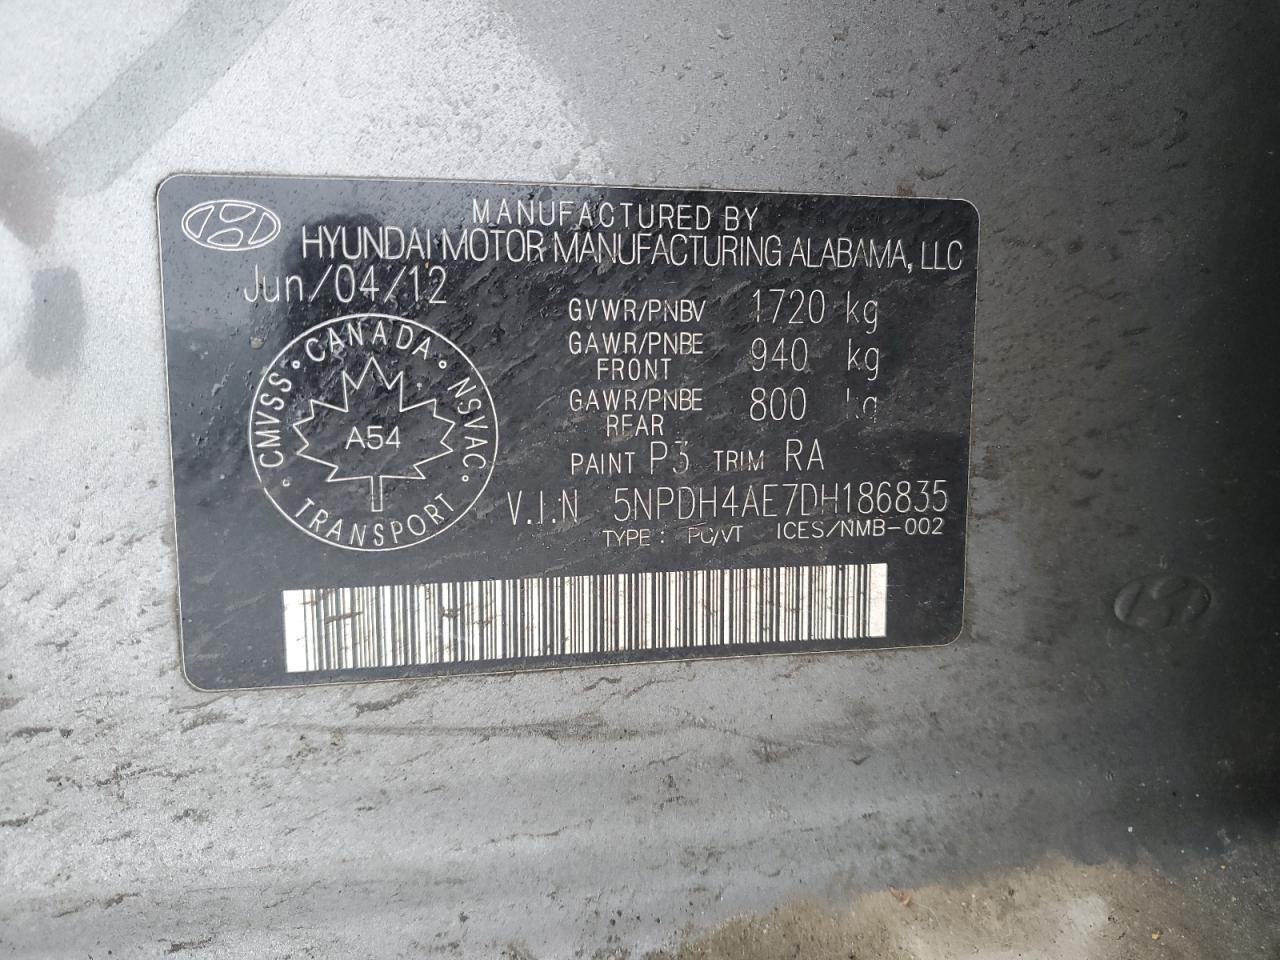 MANUFACTURED BY
HYUNDAI MOTOR MANUFACTURING ALABAMA, LLC
Jun/04/12
GVWR/PNBV 1720 kg
GAWR/PNBE FRONT 940 kg
GAWR/PNBE REAR 800 kg
PAINT P3 TRIM RA
V.I.N 5NPDH4AE7DH186835
TYPE : PC/VT ICES/NMB-002
CMVSS • CANADA • NSVAC • TRANSPORT •
A54